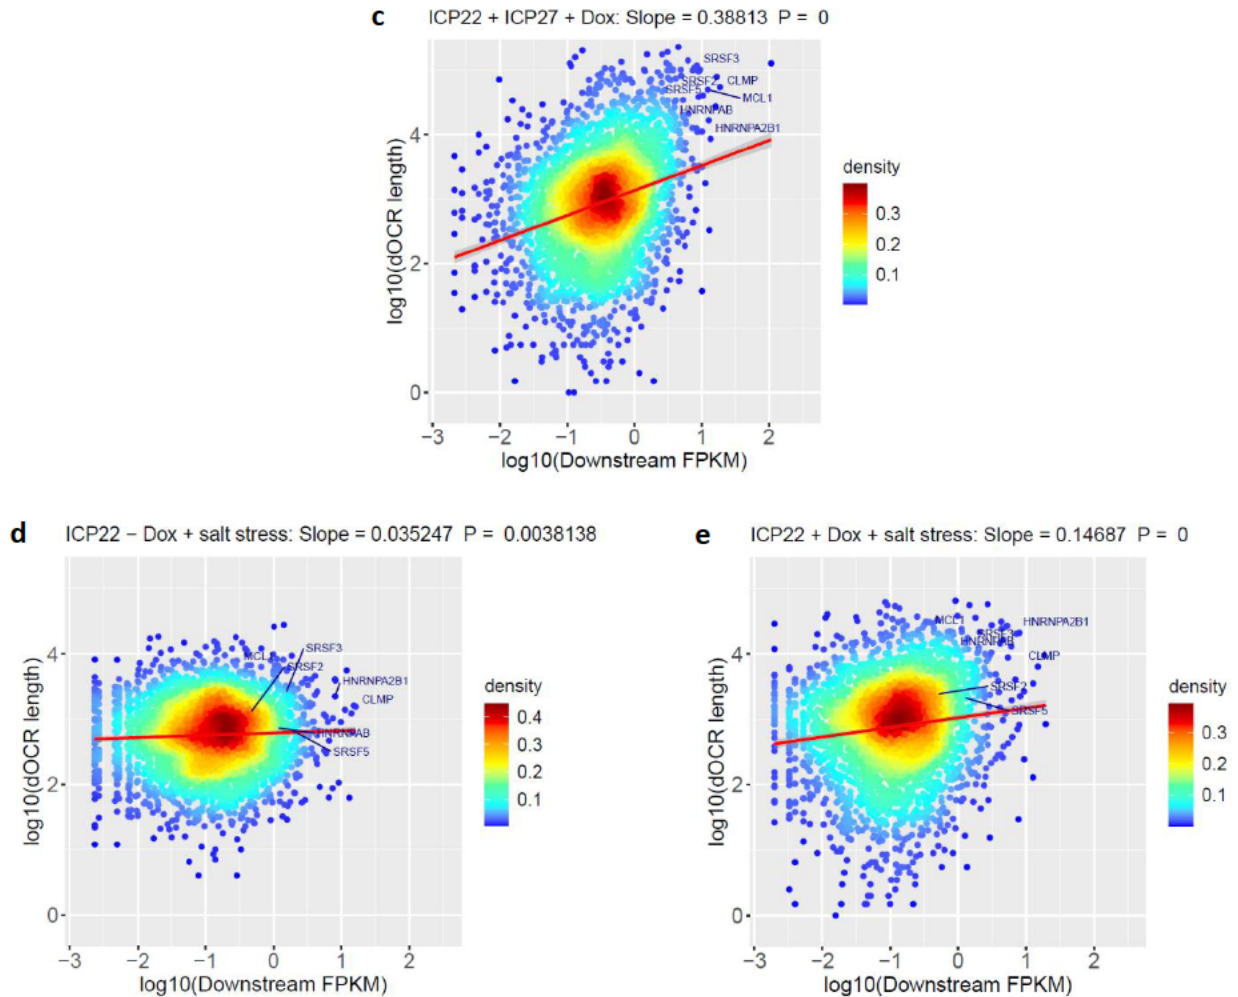 c ICP22 + ICP27 + Dox: Slope = 0.38813 P = 0
SRSF3
SRSF2 CLMP
SRSF5
MCL1
HNRNPAB
HNRNPA2B1
log10(dOCR length)
4
2
0
−3 −2 −1 0 1 2
log10(Downstream FPKM)
density
0.3
0.2
0.1
d ICP22 − Dox + salt stress: Slope = 0.035247 P = 0.0038138
SRSF3
MCL1
SRSF2
HNRNPA2B1
CLMP
HNRNPAB
SRSF5
log10(dOCR length)
4
2
0
−3 −2 −1 0 1 2
log10(Downstream FPKM)
density
0.4
0.3
0.2
0.1
e ICP22 + Dox + salt stress: Slope = 0.14687 P = 0
MCL1 HNRNPA2B1
SRSF3
HNRNPAB
CLMP
SRSF2
SRSF5
log10(dOCR length)
4
2
0
−3 −2 −1 0 1 2
log10(Downstream FPKM)
density
0.3
0.2
0.1